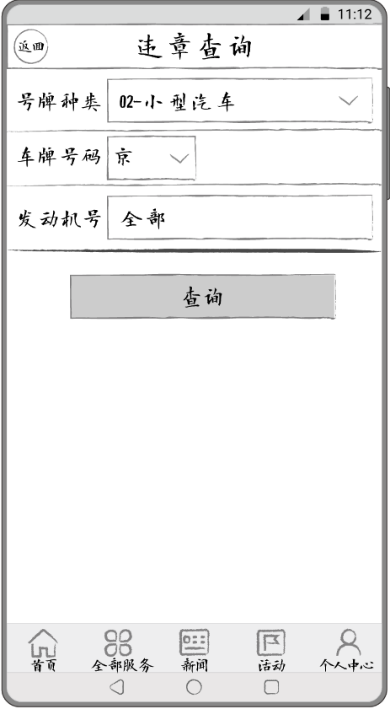 11:12
返回 违章查询
号牌种类 02-小型汽车
车牌号码 京
发动机号 全部
查询
首页 全部服务 新闻 活动 个人中心